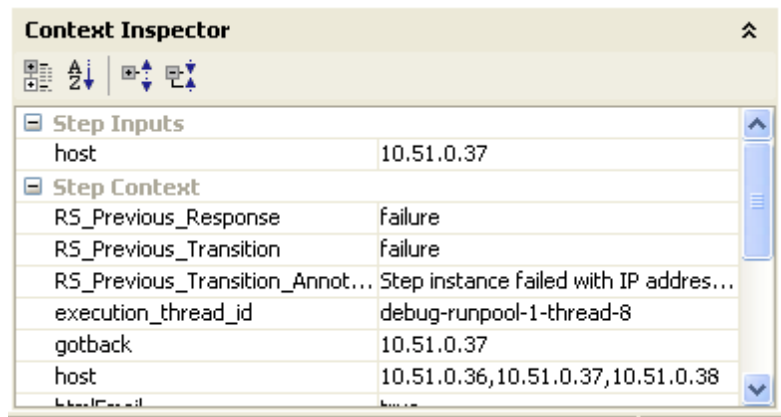 Context Inspector
Step Inputs
host 10.51.0.37
Step Context
RS_Previous_Response failure
RS_Previous_Transition failure
RS_Previous_Transition_Annot... Step instance failed with IP addres...
execution_thread_id debug-runpool-1-thread-8
gotback 10.51.0.37
host 10.51.0.36,10.51.0.37,10.51.0.38